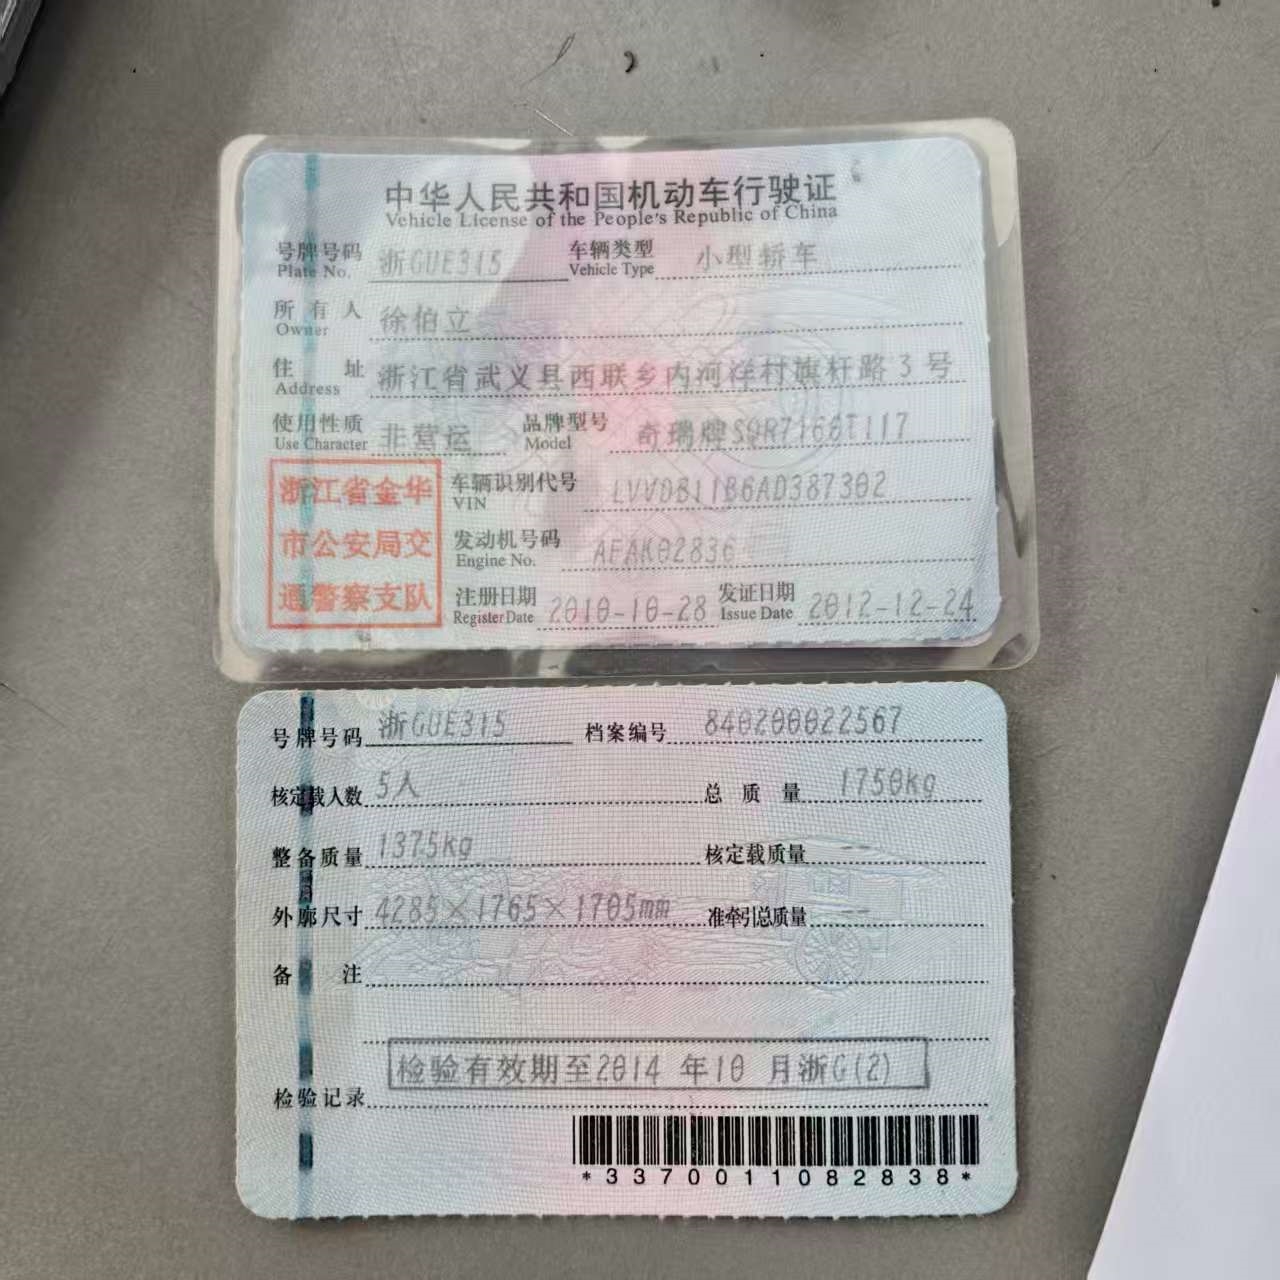 中华人民共和国机动车行驶证
Vehicle License of the People's Republic of China
号牌号码 浙GUE315 车辆类型 小型轿车
Plate No. Vehicle Type
所有人 徐伯立
Owner
住址 浙江省武义县西联乡内河洋村旗杆路3号
Address
使用性质 非营运 品牌型号 奇瑞牌SQR7166T117
Use Character Model
浙江省金华
市公安局交
通警察支队
车辆识别代号 LVVDB11B6AD387302
VIN
发动机号码 AFAK02836
Engine No.
注册日期 2010-10-28 发证日期 2012-12-24
Register Date Issue Date
号牌号码 浙GUE315 档案编号 840200022567
核定载人数 5人 总质量 1750kg
整备质量 1375kg 核定载质量 --
外廓尺寸 4285×1765×1705mm 准牵引总质量 --
备注
检验有效期至2014年10月浙G(2)
检验记录
*3370011082838*